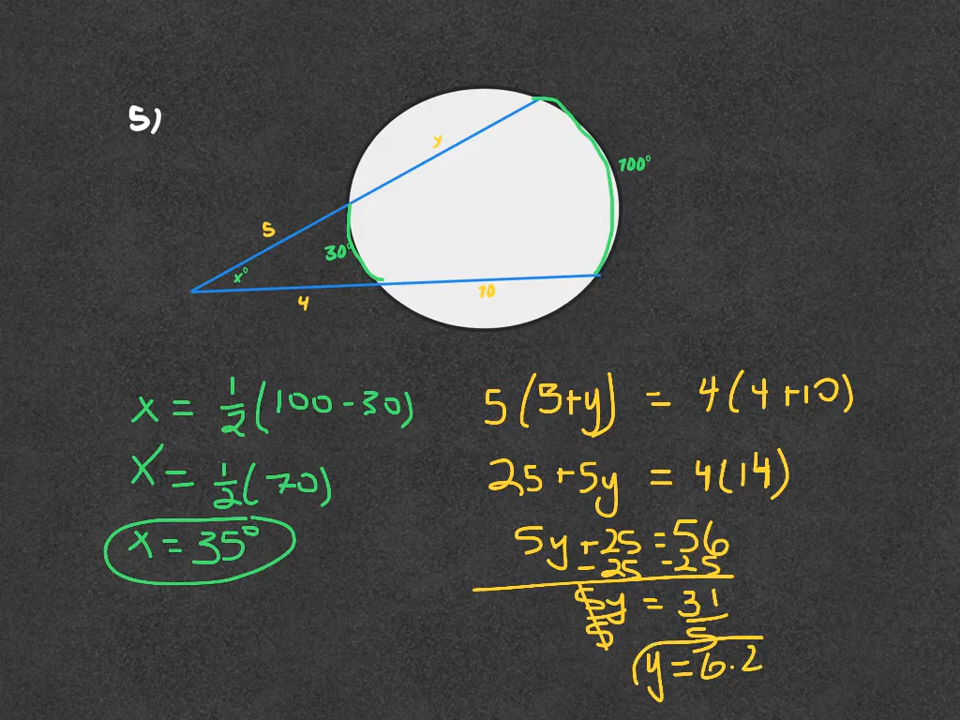 5)
y
100°
5
30°
x°
4
10
x = 1/2(100-30)
x = 1/2(70)
x = 35°
5(5+y) = 4(4+10)
25+5y = 4(14)
5y+25=56
-25 -25
5y/5 = 31/5
y=6.2